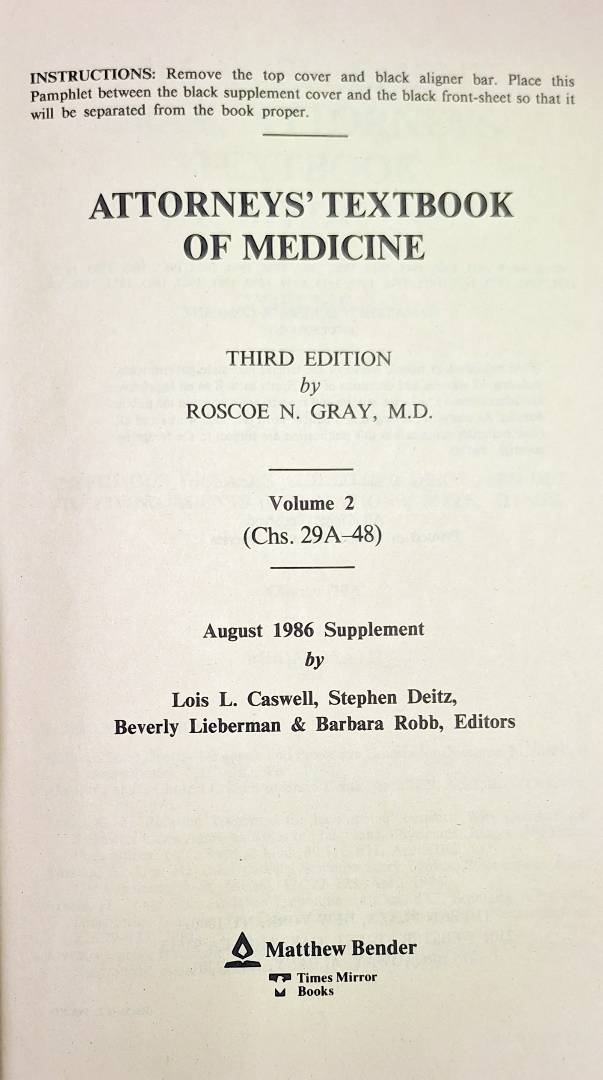 INSTRUCTIONS: Remove the top cover and black aligner bar. Place this
Pamphlet between the black supplement cover and the black front-sheet so that it
will be separated from the book proper.
ATTORNEYS' TEXTBOOK
OF MEDICINE
THIRD EDITION
by
ROSCOE N. GRAY, M.D.
Volume 2
(Chs. 29A–48)
August 1986 Supplement
by
Lois L. Caswell, Stephen Deitz,
Beverly Lieberman & Barbara Robb, Editors
Matthew Bender
Times Mirror
Books